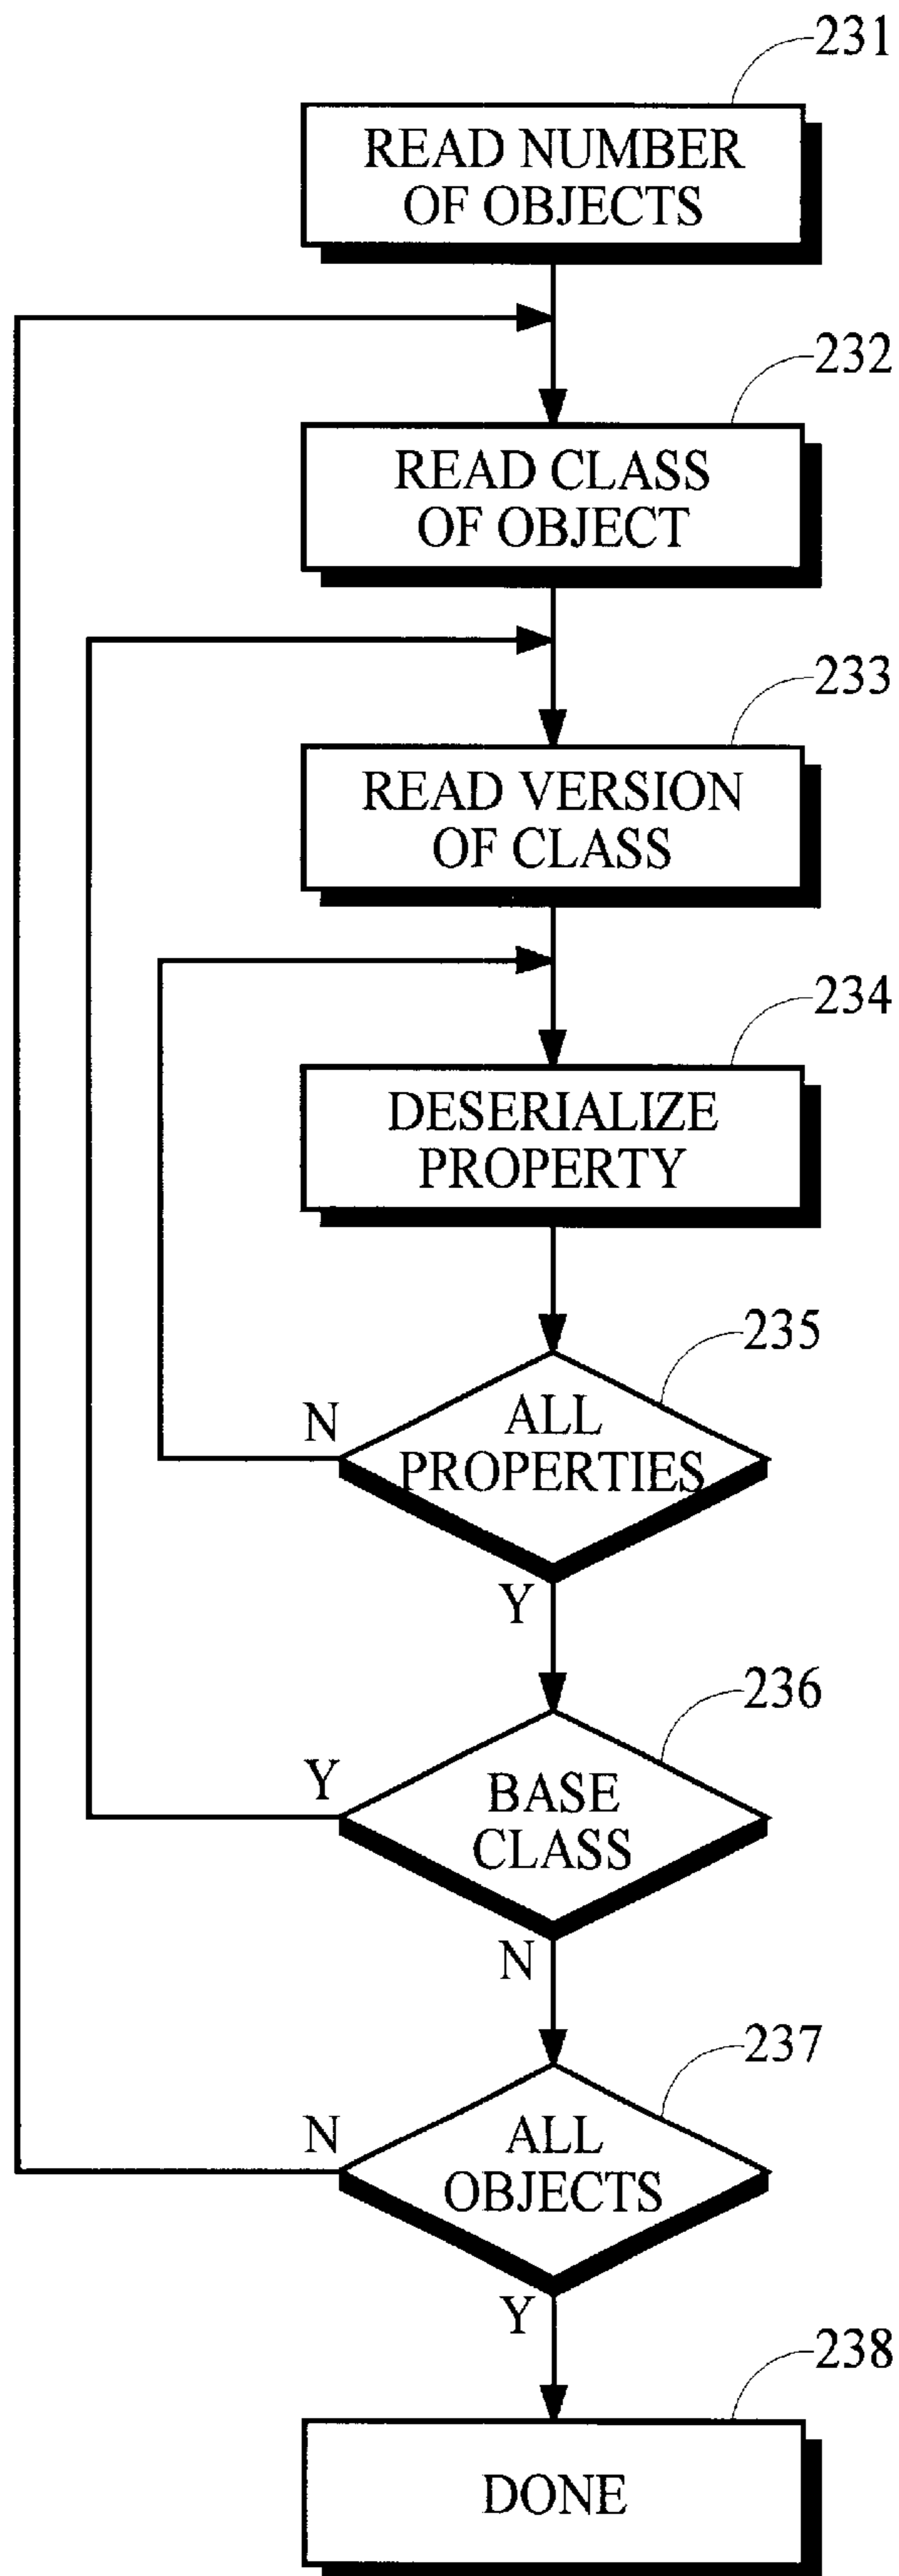 231
READ NUMBER
OF OBJECTS
232
READ CLASS
OF OBJECT
233
READ VERSION
OF CLASS
234
DESERIALIZE
PROPERTY
235
N
ALL
PROPERTIES
Y
236
Y
BASE
CLASS
N
237
N
ALL
OBJECTS
Y
238
DONE